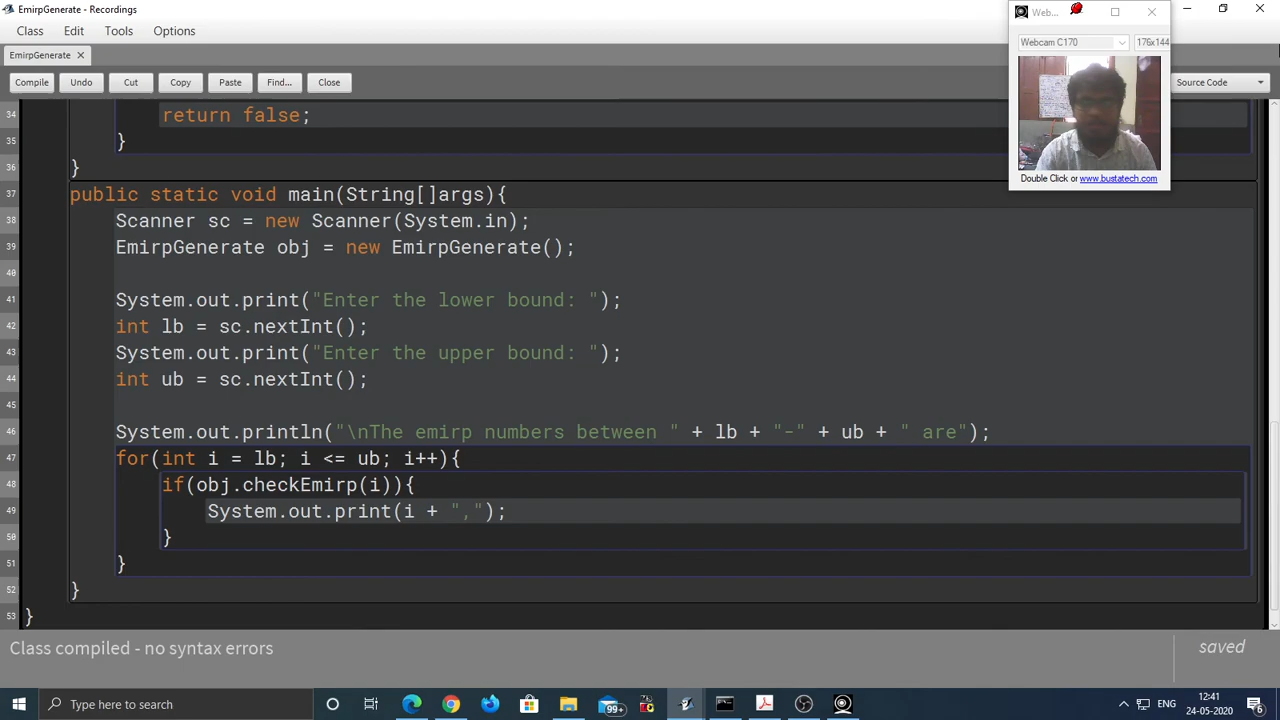 EmirpGenerate - Recordings
Class Edit Tools Options
EmirpGenerate
Compile Undo Cut Copy Paste Find... Close
Source Code
Web...
Webcam C170 176x144
Double Click or www.bustatech.com
34 return false;
35 }
36 }
37 public static void main(String[]args){
38 Scanner sc = new Scanner(System.in);
39 EmirpGenerate obj = new EmirpGenerate();
40
41 System.out.print("Enter the lower bound: ");
42 int lb = sc.nextInt();
43 System.out.print("Enter the upper bound: ");
44 int ub = sc.nextInt();
45
46 System.out.println("\nThe emirp numbers between " + lb + "-" + ub + " are");
47 for(int i = lb; i <= ub; i++){
48 if(obj.checkEmirp(i)){
49 System.out.print(i + ",");
50 }
51 }
52 }
53 }
Class compiled - no syntax errors
saved
Type here to search
99+
ENG
12:41
24-05-2020
6